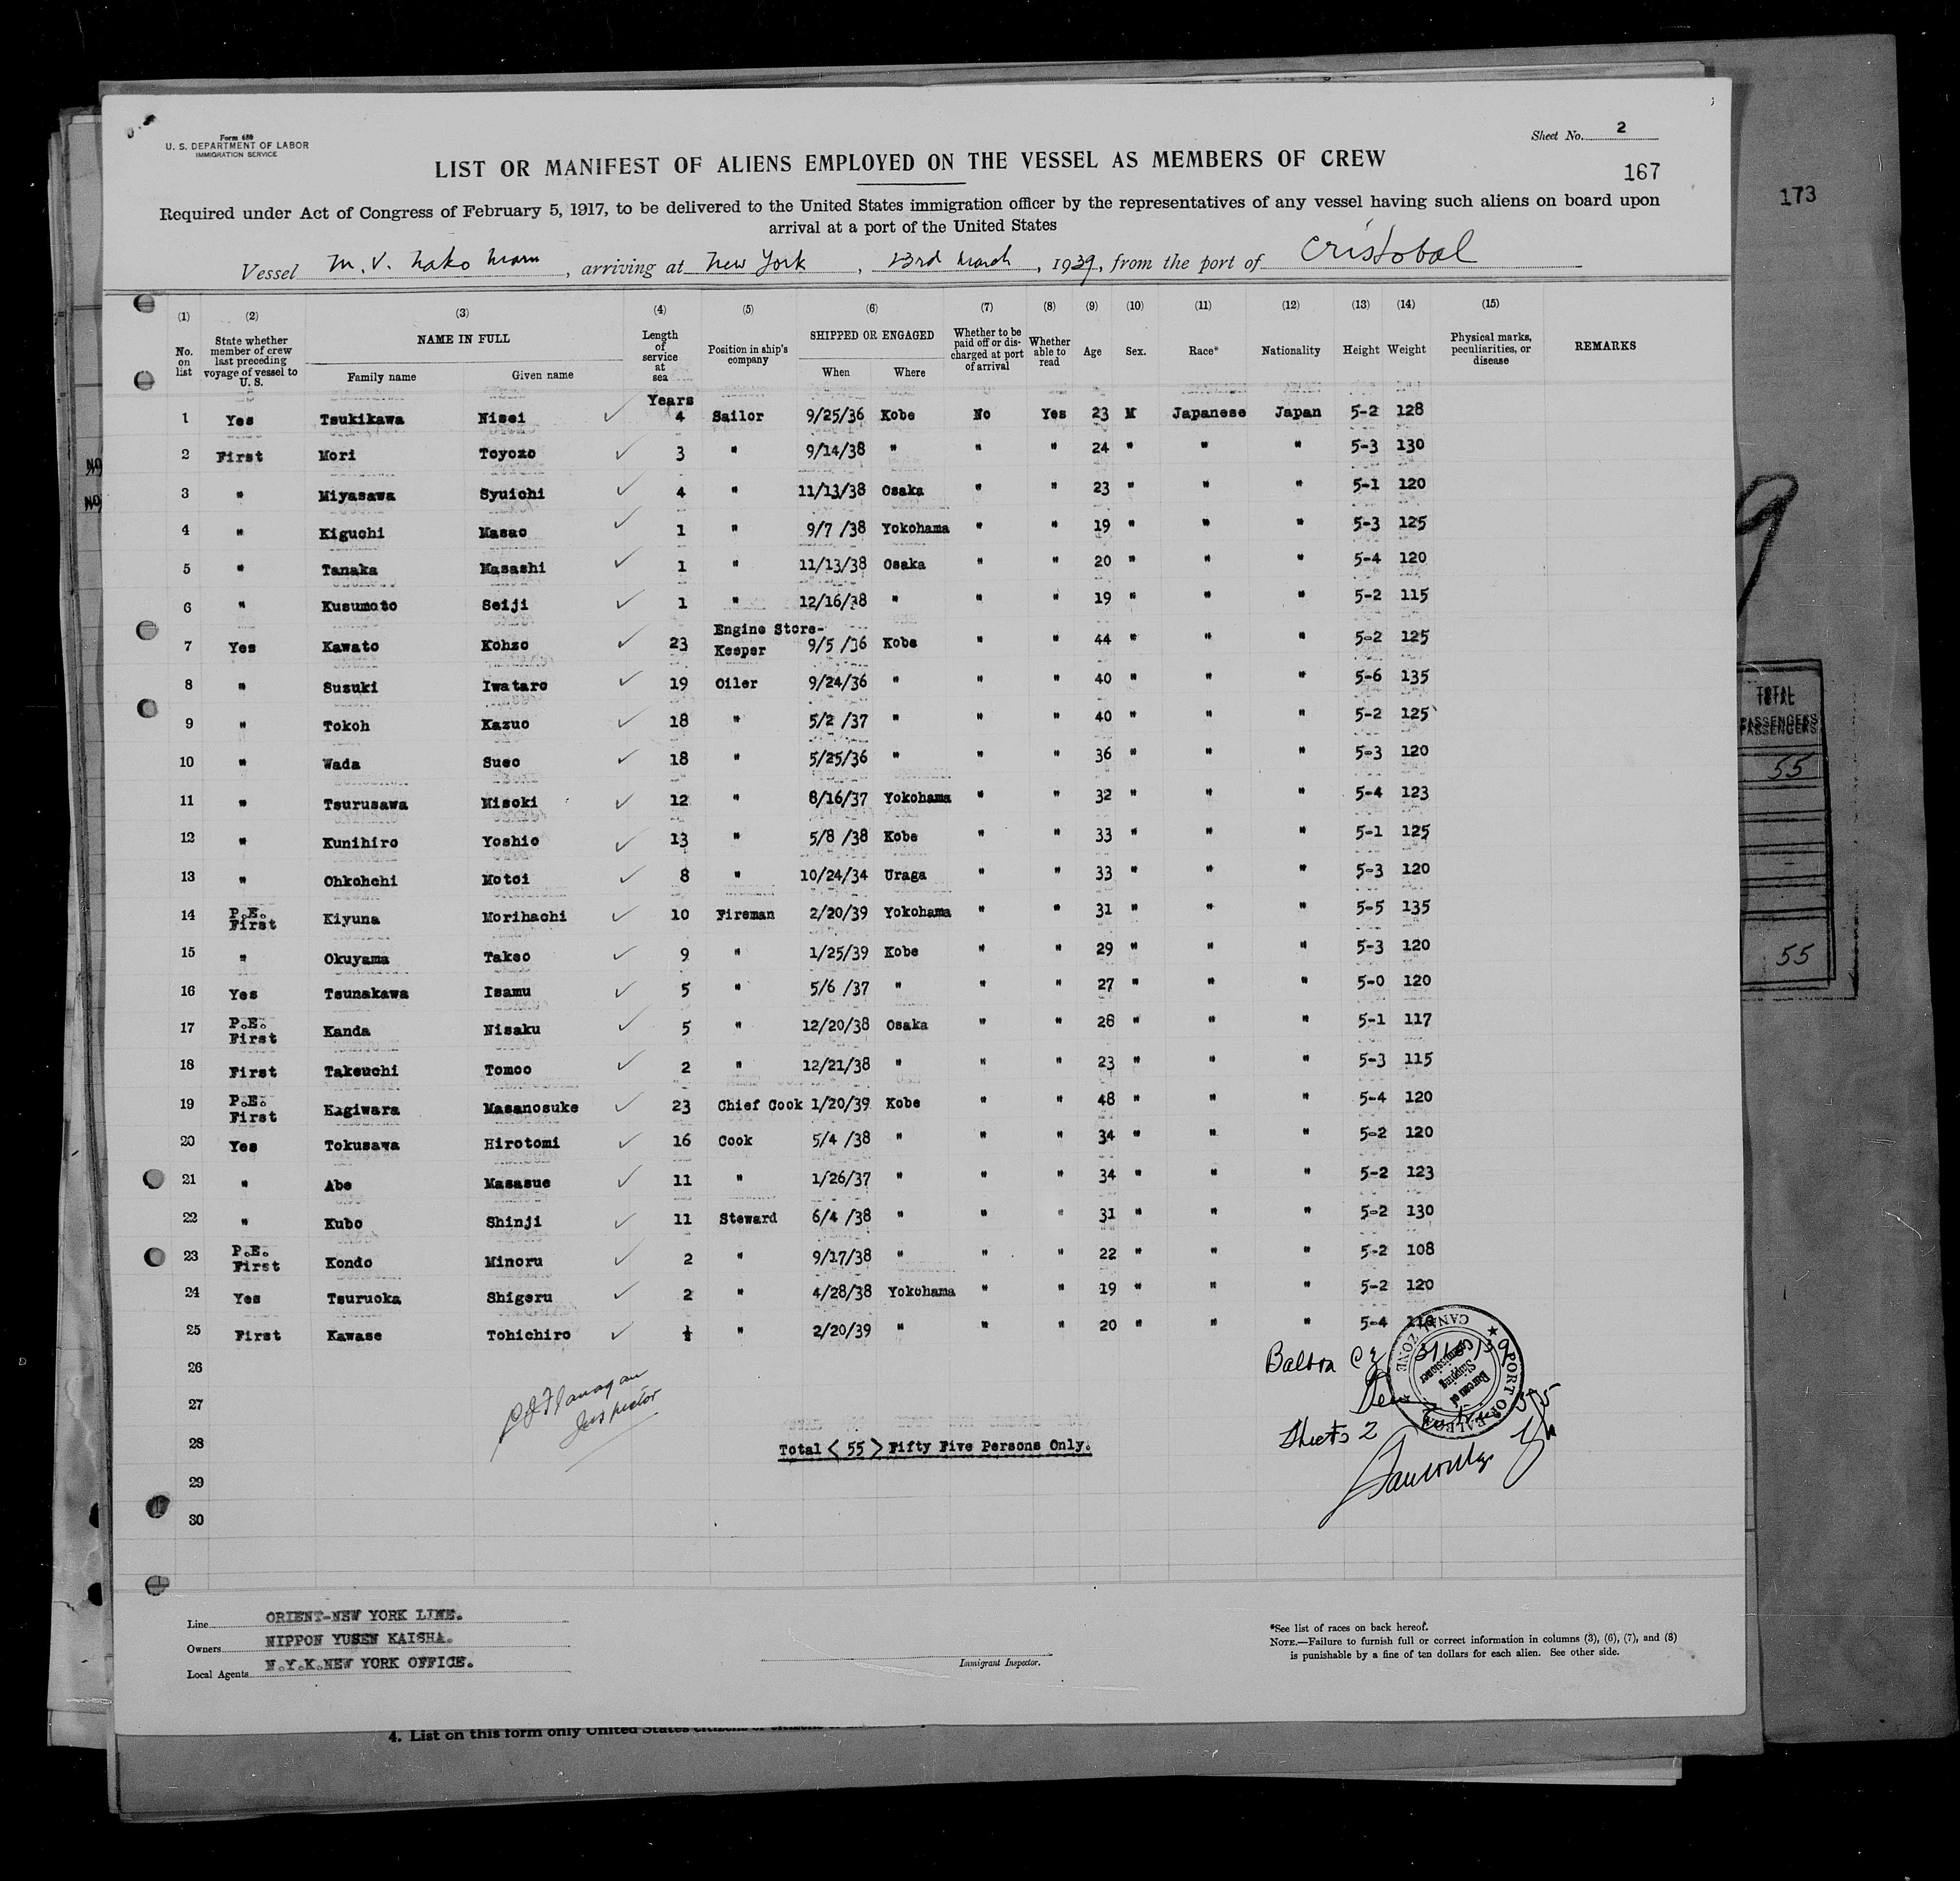 Form 680
U. S. DEPARTMENT OF LABOR
IMMIGRATION SERVICE
Sheet No. 2
LIST OR MANIFEST OF ALIENS EMPLOYED ON THE VESSEL AS MEMBERS OF CREW
167
173
Required under Act of Congress of February 5, 1917, to be delivered to the United States immigration officer by the representatives of any vessel having such aliens on board upon
arrival at a port of the United States
Vessel M. V. Nako Maru, arriving at New York, 23rd March, 1939, from the port of Cristobal
(1) (2) (3) (4) (5) (6) (7) (8) (9) (10) (11) (12) (13) (14) (15)
No. on list
State whether member of crew last preceding voyage of vessel to U. S.
NAME IN FULL
Family name Given name
Length of service at sea
Position in ship's company
SHIPPED OR ENGAGED
When Where
Whether to be paid off or discharged at port of arrival
Whether able to read
Age Sex. Race* Nationality Height Weight
Physical marks, peculiarities, or disease
REMARKS
Years
1 Yes Tsukikawa Nisei 4 Sailor 9/25/36 Kobe No Yes 23 M Japanese Japan 5-2 128
2 First Mori Toyozo 3 " 9/14/38 " " " 24 " " " 5-3 130
3 " Miyasawa Syuichi 4 " 11/13/38 Osaka " " 23 " " " 5-1 120
4 " Kiguchi Masao 1 " 9/7 /38 Yokohama " " 19 " " " 5-3 125
5 " Tanaka Masashi 1 " 11/13/38 Osaka " " 20 " " " 5-4 120
6 " Kusumoto Seiji 1 " 12/16/38 " " " 19 " " " 5-2 115
7 Yes Kawato Kohzo 23 Engine Store-Keeper 9/5 /36 Kobe " " 44 " " " 5-2 125
8 " Suzuki Iwataro 19 Oiler 9/24/36 " " " 40 " " " 5-6 135
9 " Tokoh Kazuo 18 " 5/2 /37 " " " 40 " " " 5-2 125
10 " Wada Sueo 18 " 5/25/36 " " " 36 " " " 5-3 120
11 " Tsurusawa Misoki 12 " 8/16/37 Yokohama " " 32 " " " 5-4 123
12 " Kunihiro Yoshio 13 " 5/8 /38 Kobe " " 33 " " " 5-1 125
13 " Ohkohchi Motoi 8 " 10/24/34 Uraga " " 33 " " " 5-3 120
14 P.E. First Kiyuna Morihachi 10 Fireman 2/20/39 Yokohama " " 31 " " " 5-5 135
15 " Okuyama Takeo 9 " 1/25/39 Kobe " " 29 " " " 5-3 120
16 Yes Tsunakawa Isamu 5 " 5/6 /37 " " " 27 " " " 5-0 120
17 P.E. First Kanda Nisaku 5 " 12/20/38 Osaka " " 28 " " " 5-1 117
18 First Takeuchi Tomoo 2 " 12/21/38 " " " 23 " " " 5-3 115
19 P.E. First Hagiwara Masanosuke 23 Chief Cook 1/20/39 Kobe " " 48 " " " 5-4 120
20 Yes Tokusawa Hirotomi 16 Cook 5/4 /38 " " " 34 " " " 5-2 120
21 " Abe Masasue 11 " 1/26/37 " " " 34 " " " 5-2 123
22 " Kubo Shinji 11 Steward 6/4 /38 " " " 31 " " " 5-2 130
23 P.E. First Kondo Minoru 2 " 9/17/38 " " " 22 " " " 5-2 108
24 Yes Tsuruoka Shigeru 2 " 4/28/38 Yokohama " " 19 " " " 5-2 120
25 First Kawase Tohichiro ½ " 2/20/39 " " " 20 " " " 5-4
26
27
28
29
30
Flanagan
Inspector
Total < 55 > Fifty Five Persons Only.
Balboa CZ
Sheets 2
PORT OF BALBOA
CANAL ZONE
Bureau of
Shipping
Commissioner
Line ORIENT-NEW YORK LINE.
Owners NIPPON YUSEN KAISHA.
Local Agents N.Y.K. NEW YORK OFFICE.
Immigrant Inspector.
*See list of races on back hereof.
NOTE.—Failure to furnish full or correct information in columns (3), (6), (7), and (8)
is punishable by a fine of ten dollars for each alien. See other side.
4. List on this form only United States
NO
NO
TOTAL
PASSENGERS
55
55